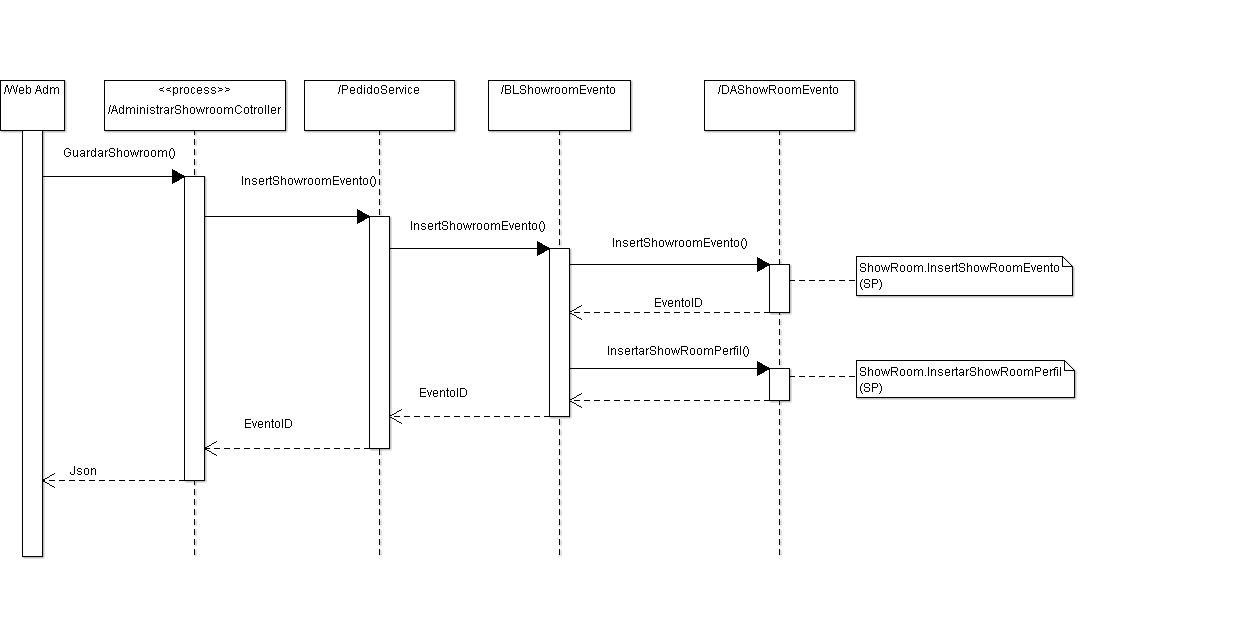 /Web Adm
<<process>>
/AdministrarShowroomCotroller
/PedidoService
/BLShowroomEvento
/DAShowRoomEvento
GuardarShowroom()
InsertShowroomEvento()
InsertShowroomEvento()
InsertShowroomEvento()
ShowRoom.InsertShowRoomEvento
(SP)
EventoID
InsertarShowRoomPerfil()
ShowRoom.InsertarShowRoomPerfil
(SP)
EventoID
EventoID
Json